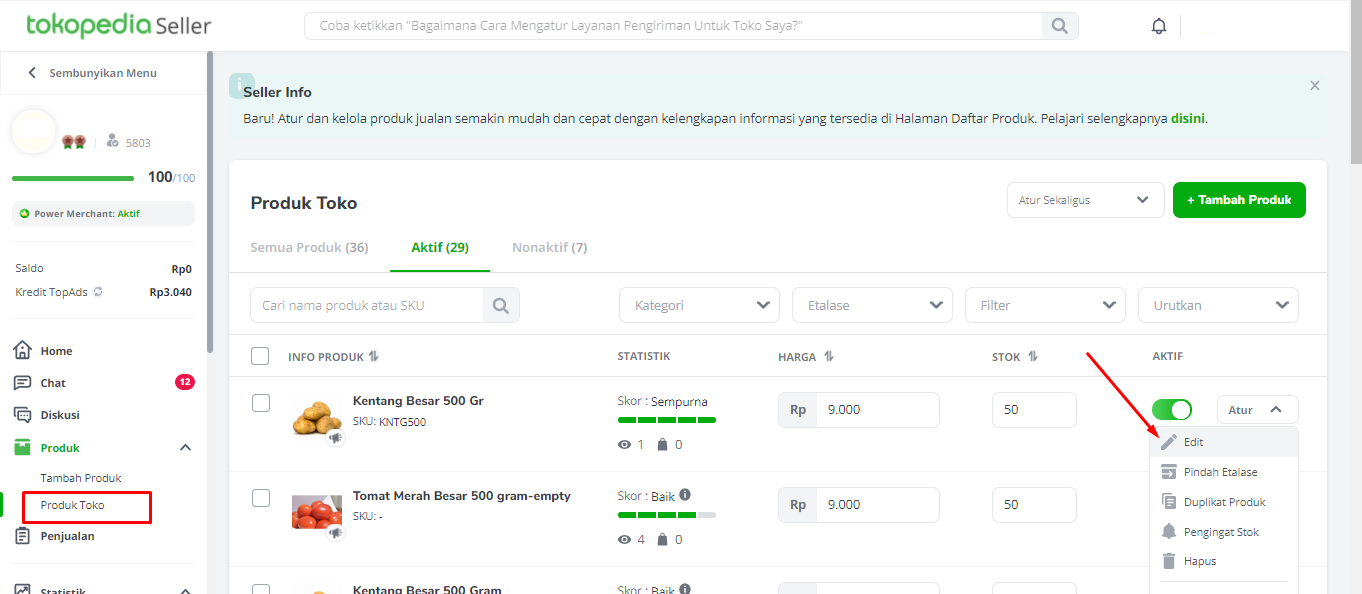 tokopedia Seller
Coba ketikkan "Bagaimana Cara Mengatur Layanan Pengiriman Untuk Toko Saya?"
Sembunyikan Menu
5803
100/100
Power Merchant: Aktif
Saldo Rp0
Kredit TopAds Rp3.040
Home
Chat 12
Diskusi
Produk
Tambah Produk
Produk Toko
Penjualan
Statistik
i
Seller Info
Baru! Atur dan kelola produk jualan semakin mudah dan cepat dengan kelengkapan informasi yang tersedia di Halaman Daftar Produk. Pelajari selengkapnya disini.
Produk Toko
Atur Sekaligus
+ Tambah Produk
Semua Produk (36) Aktif (29) Nonaktif (7)
Cari nama produk atau SKU
Kategori
Etalase
Filter
Urutkan
INFO PRODUK STATISTIK HARGA STOK AKTIF
Kentang Besar 500 Gr
SKU: KNTG500
Skor : Sempurna
1 0
Rp 9.000
50
Atur
Edit
Pindah Etalase
Duplikat Produk
Pengingat Stok
Hapus
Tomat Merah Besar 500 gram-empty
SKU: -
Skor : Baik
4 0
Rp 9.000
50
Kentang Besar 500 Gram
Skor : Baik